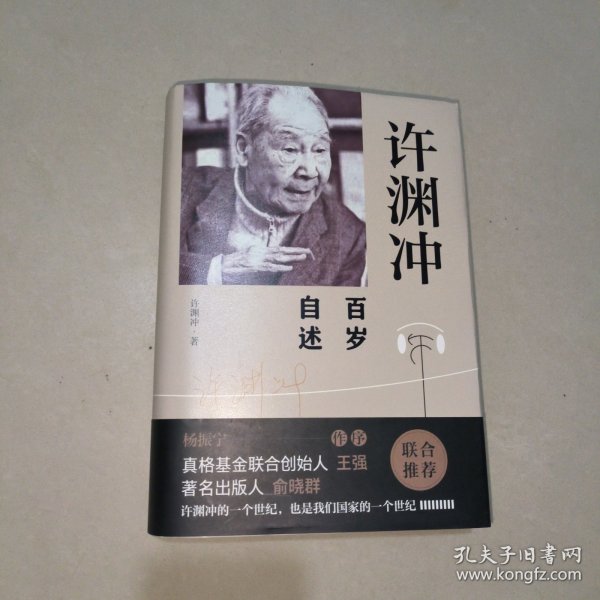 许渊冲
百岁
自述
许渊冲·著
许渊冲
杨振宁 作序
真格基金联合创始人 王强
著名出版人 俞晓群
联合
推荐
许渊冲的一个世纪，也是我们国家的一个世纪
孔夫子旧书网
www.kongfz.com